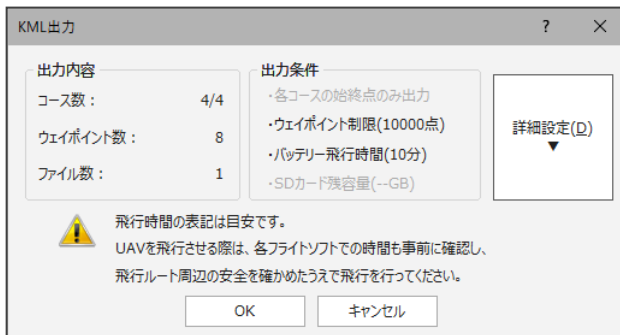 KML出力 ? ×
出力内容
コース数： 4/4
ウェイポイント数： 8
ファイル数： 1
出力条件
・各コースの始終点のみ出力
・ウェイポイント制限(10000点)
・バッテリー飛行時間(10分)
・SDカード残容量(--GB)
詳細設定(D)
▼
飛行時間の表記は目安です。
UAVを飛行させる際は、各フライトソフトでの時間も事前に確認し、
飛行ルート周辺の安全を確かめたうえで飛行を行ってください。
OK キャンセル